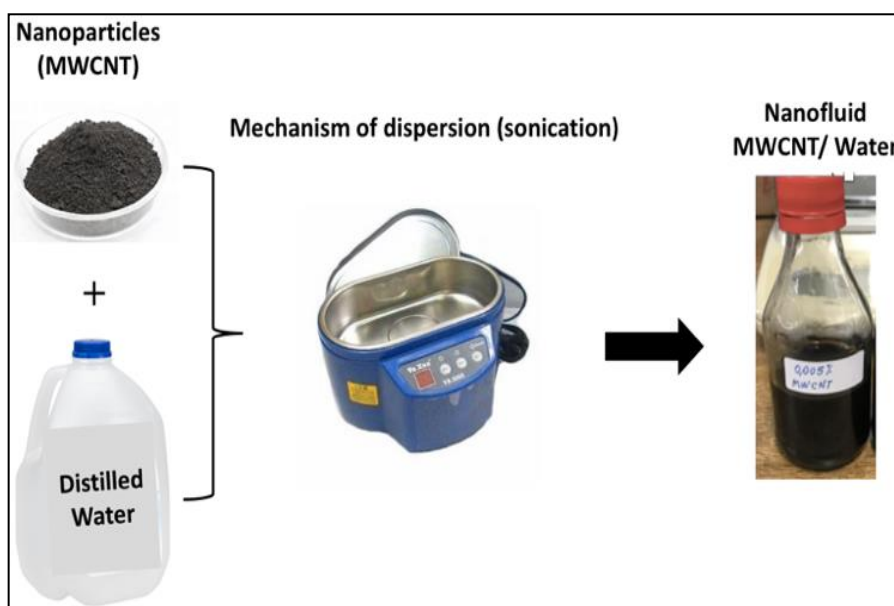 Nanoparticles
(MWCNT)
Mechanism of dispersion (sonication)
Nanofluid
MWCNT/ Water
+
Distilled
Water
0,005%
MWCNT